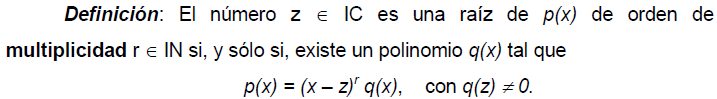 Definición: El número z ∈ IC es una raíz de p(x) de orden de
multiplicidad r ∈ IN si, y sólo si, existe un polinomio q(x) tal que
p(x) = (x – z)^r q(x), con q(z) ≠ 0.